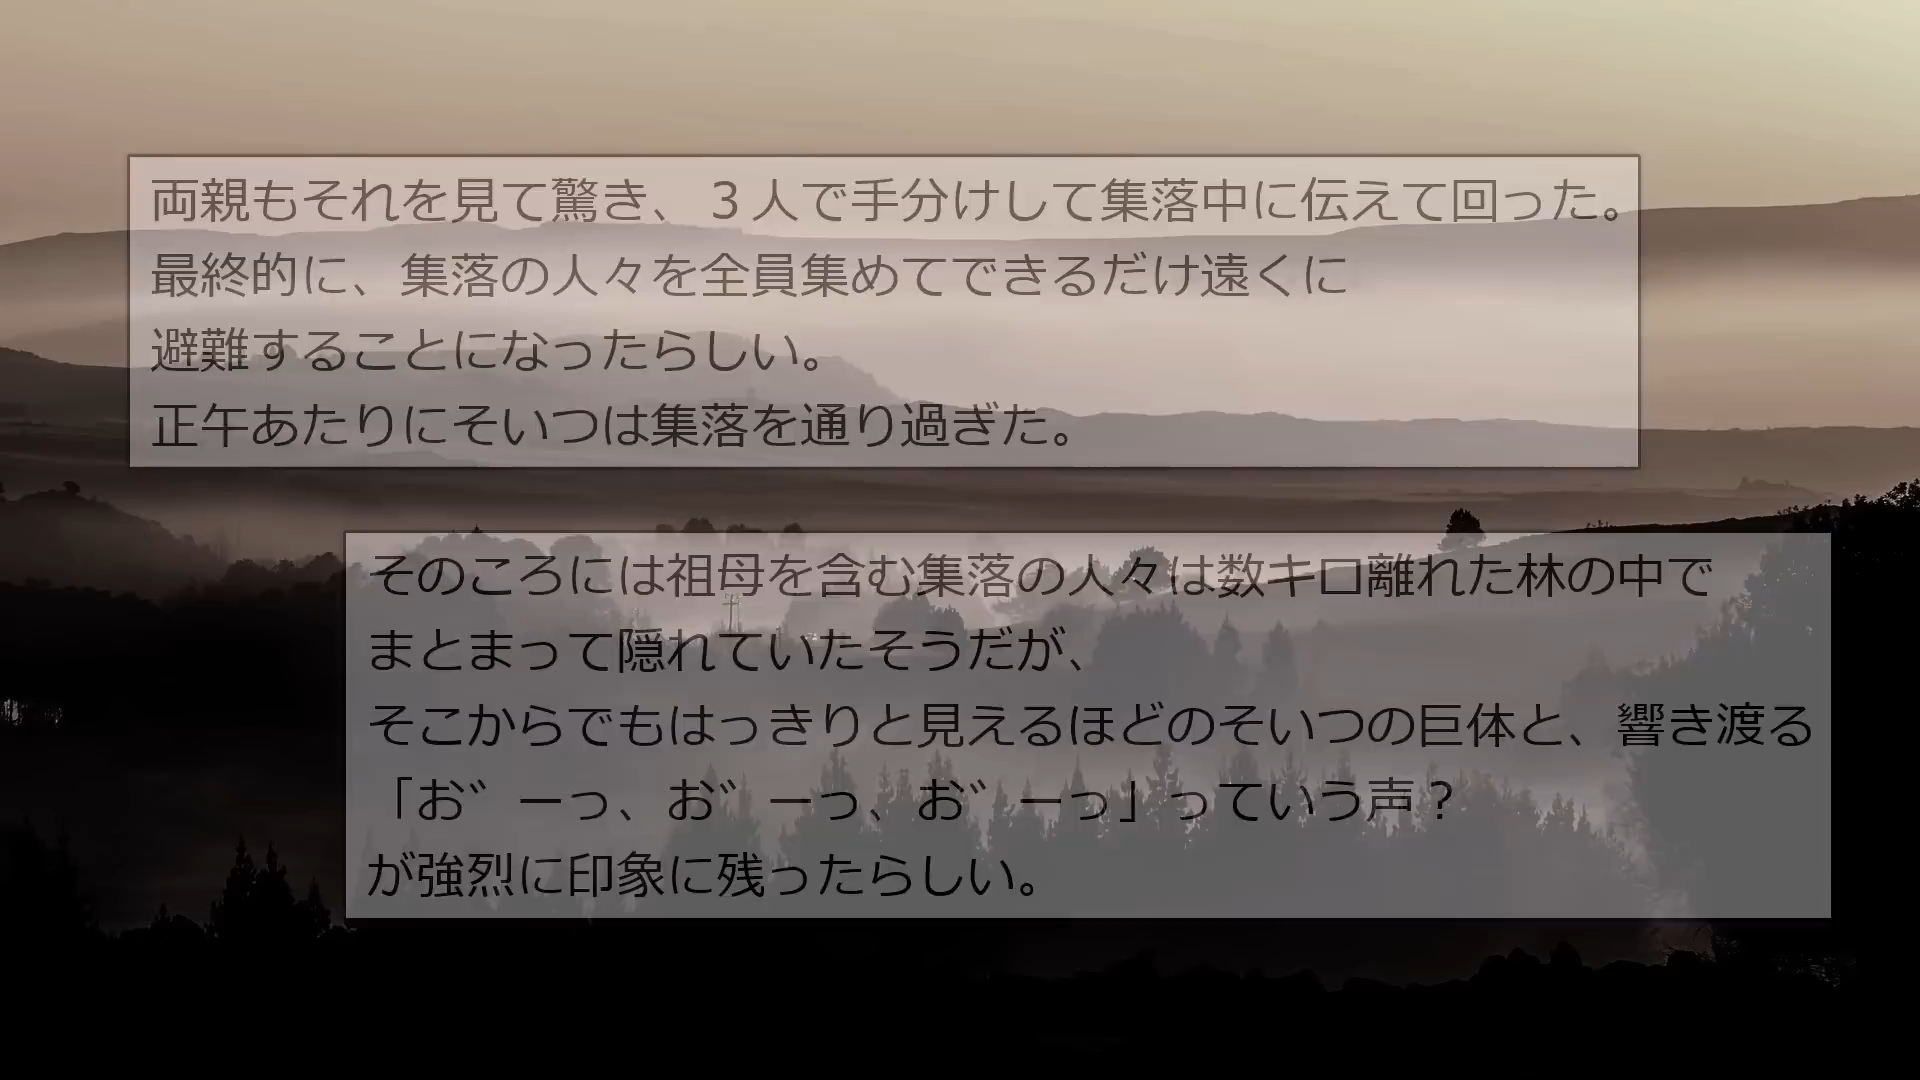 両親もそれを見て驚き、３人で手分けして集落中に伝えて回った。
最終的に、集落の人々を全員集めてできるだけ遠くに
避難することになったらしい。
正午あたりにそいつは集落を通り過ぎた。
そのころには祖母を含む集落の人々は数キロ離れた林の中で
まとまって隠れていたそうだが、
そこからでもはっきりと見えるほどのそいつの巨体と、響き渡る
「お゛ーっ、お゛ーっ、お゛ーっ」っていう声？
が強烈に印象に残ったらしい。